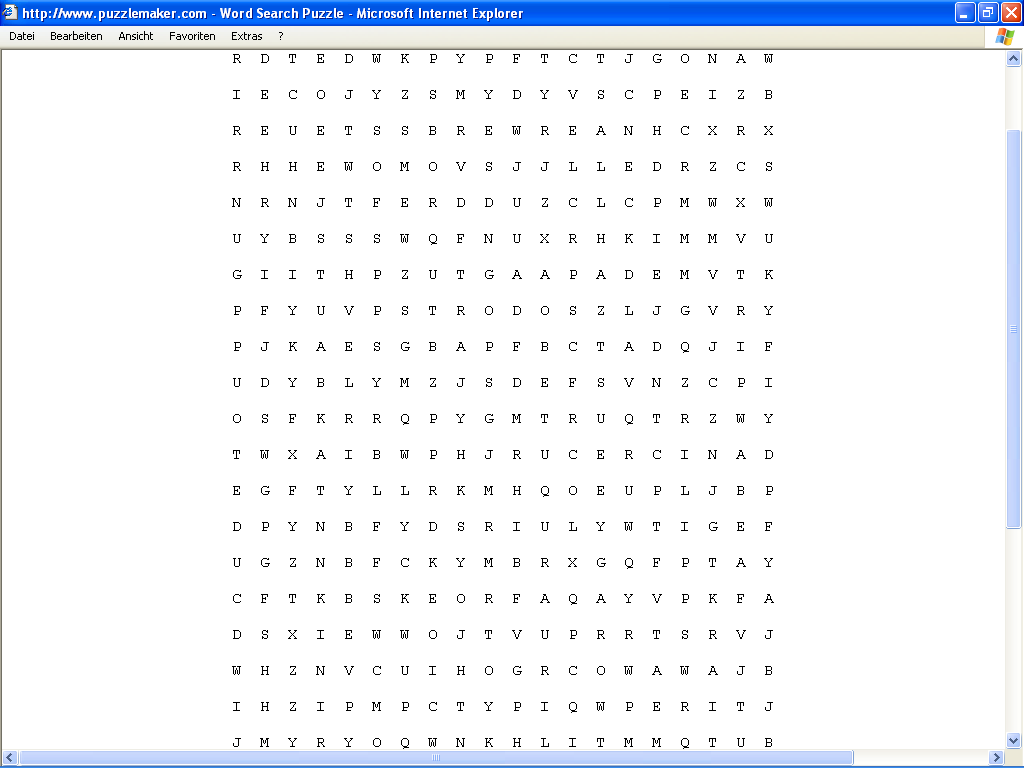 http://www.puzzlemaker.com - Word Search Puzzle - Microsoft Internet Explorer
Datei Bearbeiten Ansicht Favoriten Extras ?
R D T E D W K P Y P F T C T J G O N A W
I E C O J Y Z S M Y D Y V S C P E I Z B
R E U E T S S B R E W R E A N H C X R X
R H H E W O M O V S J J L L E D R Z C S
N R N J T F E R D D U Z C L C P M W X W
U Y B S S S W Q F N U X R H K I M M V U
G I I T H P Z U T G A A P A D E M V T K
P F Y U V P S T R O D O S Z L J G V R Y
P J K A E S G B A P F B C T A D Q J I F
U D Y B L Y M Z J S D E F S V N Z C P I
O S F K R R Q P Y G M T R U Q T R Z W Y
T W X A I B W P H J R U C E R C I N A D
E G F T Y L L R K M H Q O E U P L J B P
D P Y N B F Y D S R I U L Y W T I G E F
U G Z N B F C K Y M B R X G Q F P T A Y
C F T K B S K E O R F A Q A Y V P K F A
D S X I E W W O J T V U P R R T S R V J
W H Z N V C U I H O G R C O W A W A J B
I H Z I P M P C T Y P I Q W P E R I T J
J M Y R Y O Q W N K H L I T M M Q T U B